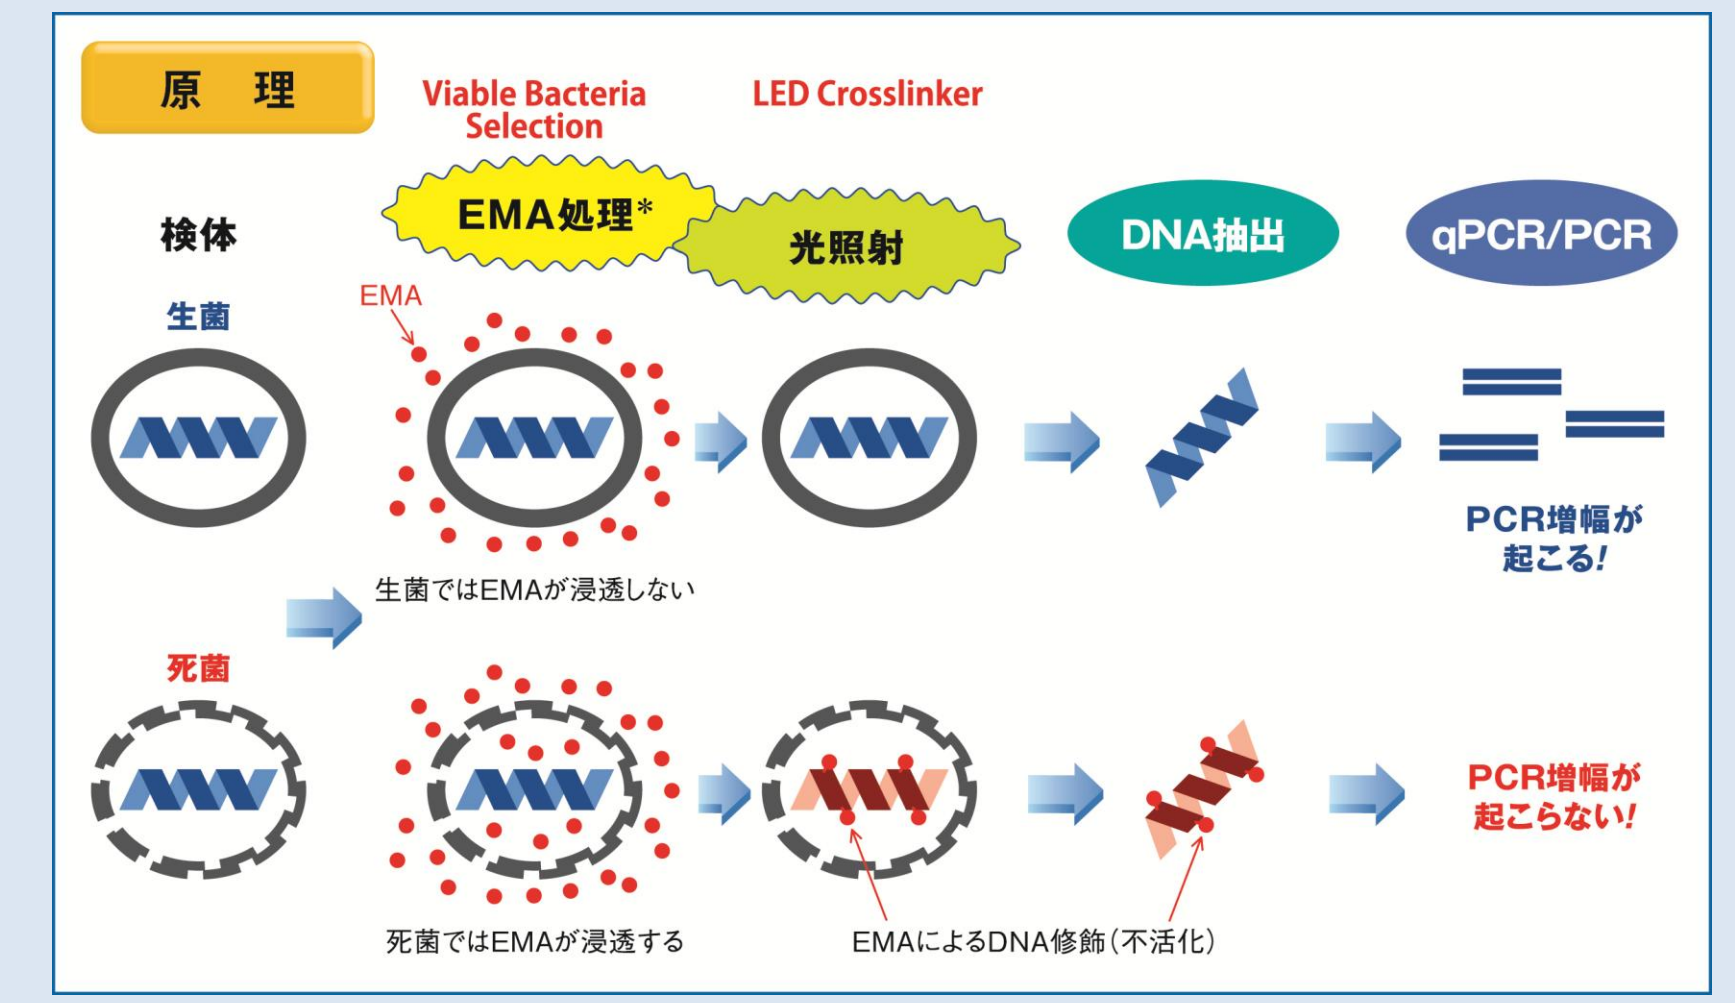 原 理
Viable Bacteria
Selection
LED Crosslinker
検体
EMA処理*
光照射
DNA抽出
qPCR/PCR
生菌
EMA
生菌ではEMAが浸透しない
PCR増幅が
起こる!
死菌
死菌ではEMAが浸透する
EMAによるDNA修飾(不活化)
PCR増幅が
起こらない!